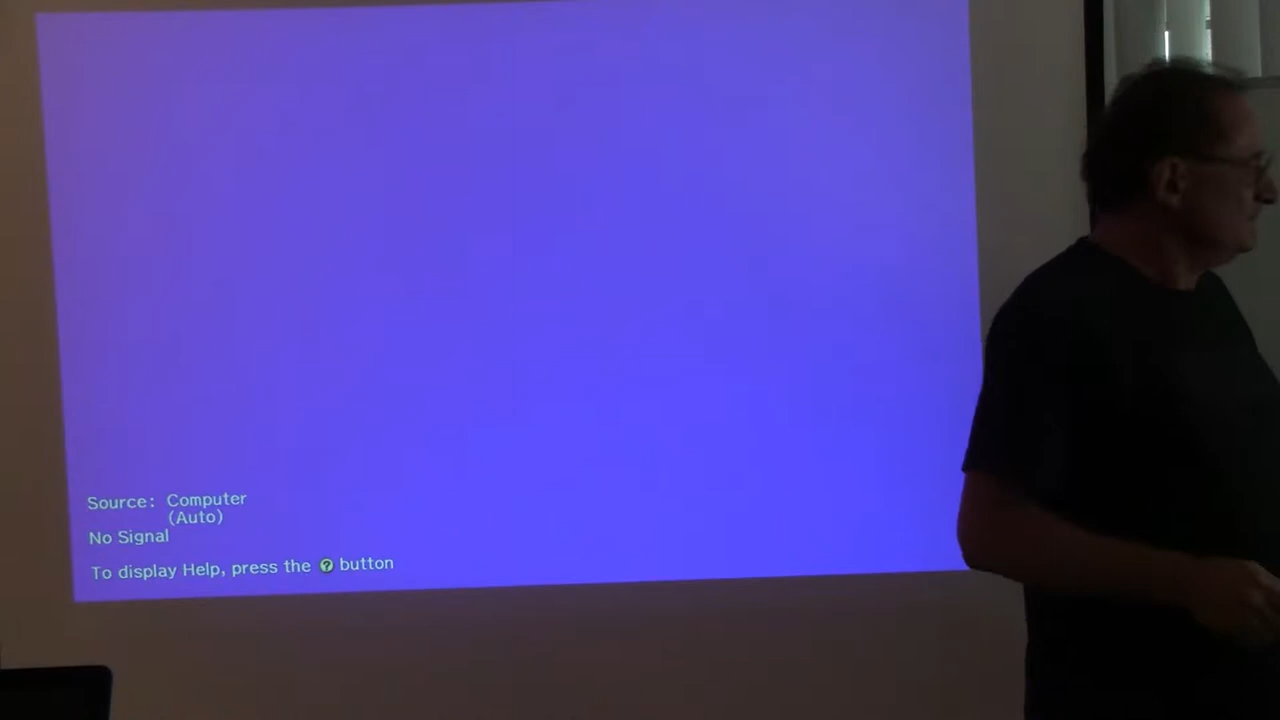 Source: Computer
(Auto)
No Signal
To display Help, press the ? button